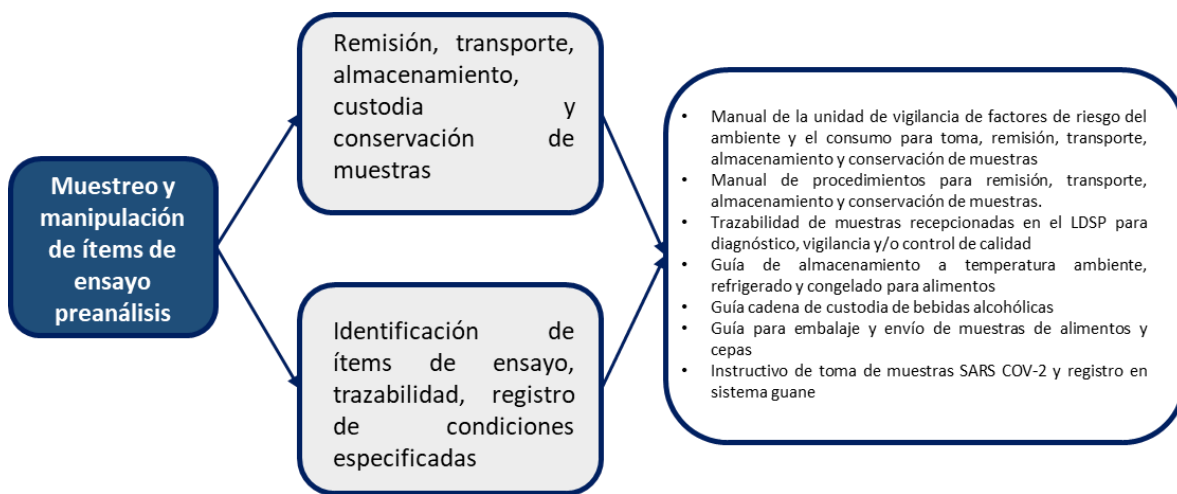 Muestreo y
manipulación
de ítems de
ensayo
preanálisis
Remisión, transporte,
almacenamiento,
custodia y
conservación de
muestras
Identificación de
ítems de ensayo,
trazabilidad, registro
de condiciones
especificadas
• Manual de la unidad de vigilancia de factores de riesgo del
ambiente y el consumo para toma, remisión, transporte,
almacenamiento y conservación de muestras
• Manual de procedimientos para remisión, transporte,
almacenamiento y conservación de muestras.
• Trazabilidad de muestras recepcionadas en el LDSP para
diagnóstico, vigilancia y/o control de calidad
• Guía de almacenamiento a temperatura ambiente,
refrigerado y congelado para alimentos
• Guía cadena de custodia de bebidas alcohólicas
• Guía para embalaje y envío de muestras de alimentos y
cepas
• Instructivo de toma de muestras SARS COV-2 y registro en
sistema guane